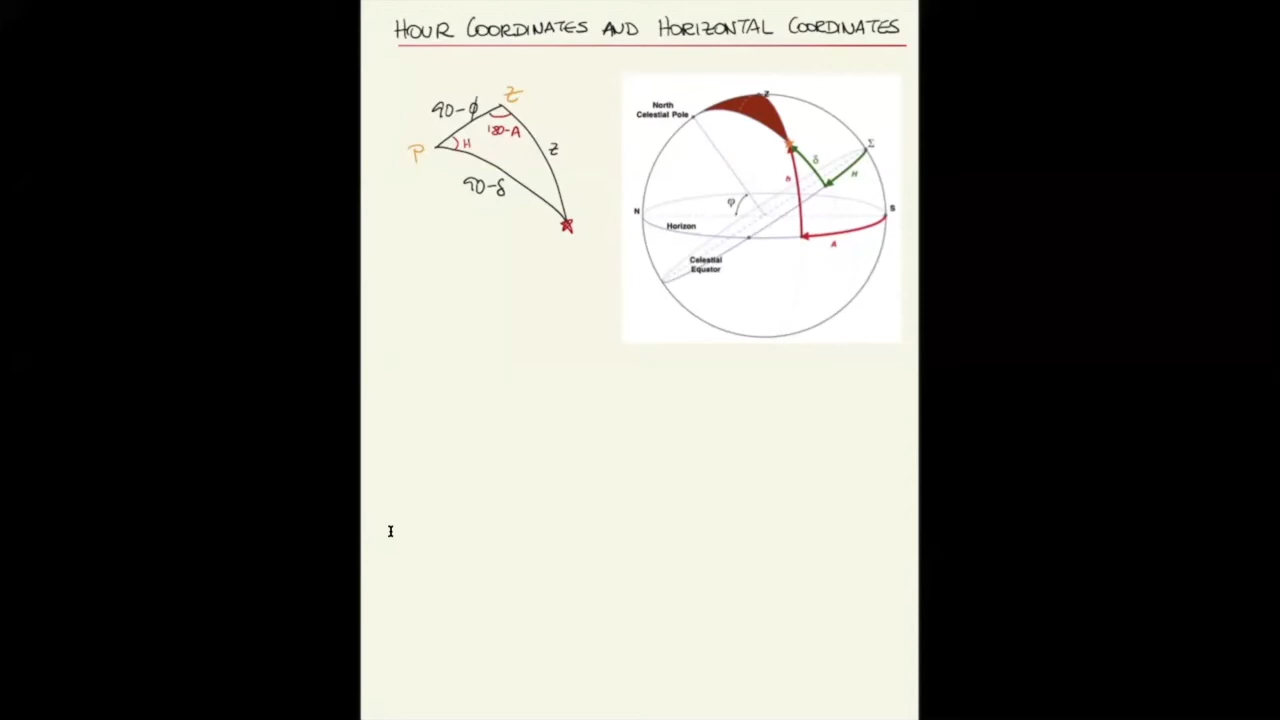 HOUR COORDINATES AND HORIZONTAL COORDINATES
90-φ
Z
180-A
P
H
z
90-δ
North
Celestial Pole
Z
Σ
δ
H
h
φ
N
S
Horizon
A
Celestial
Equator